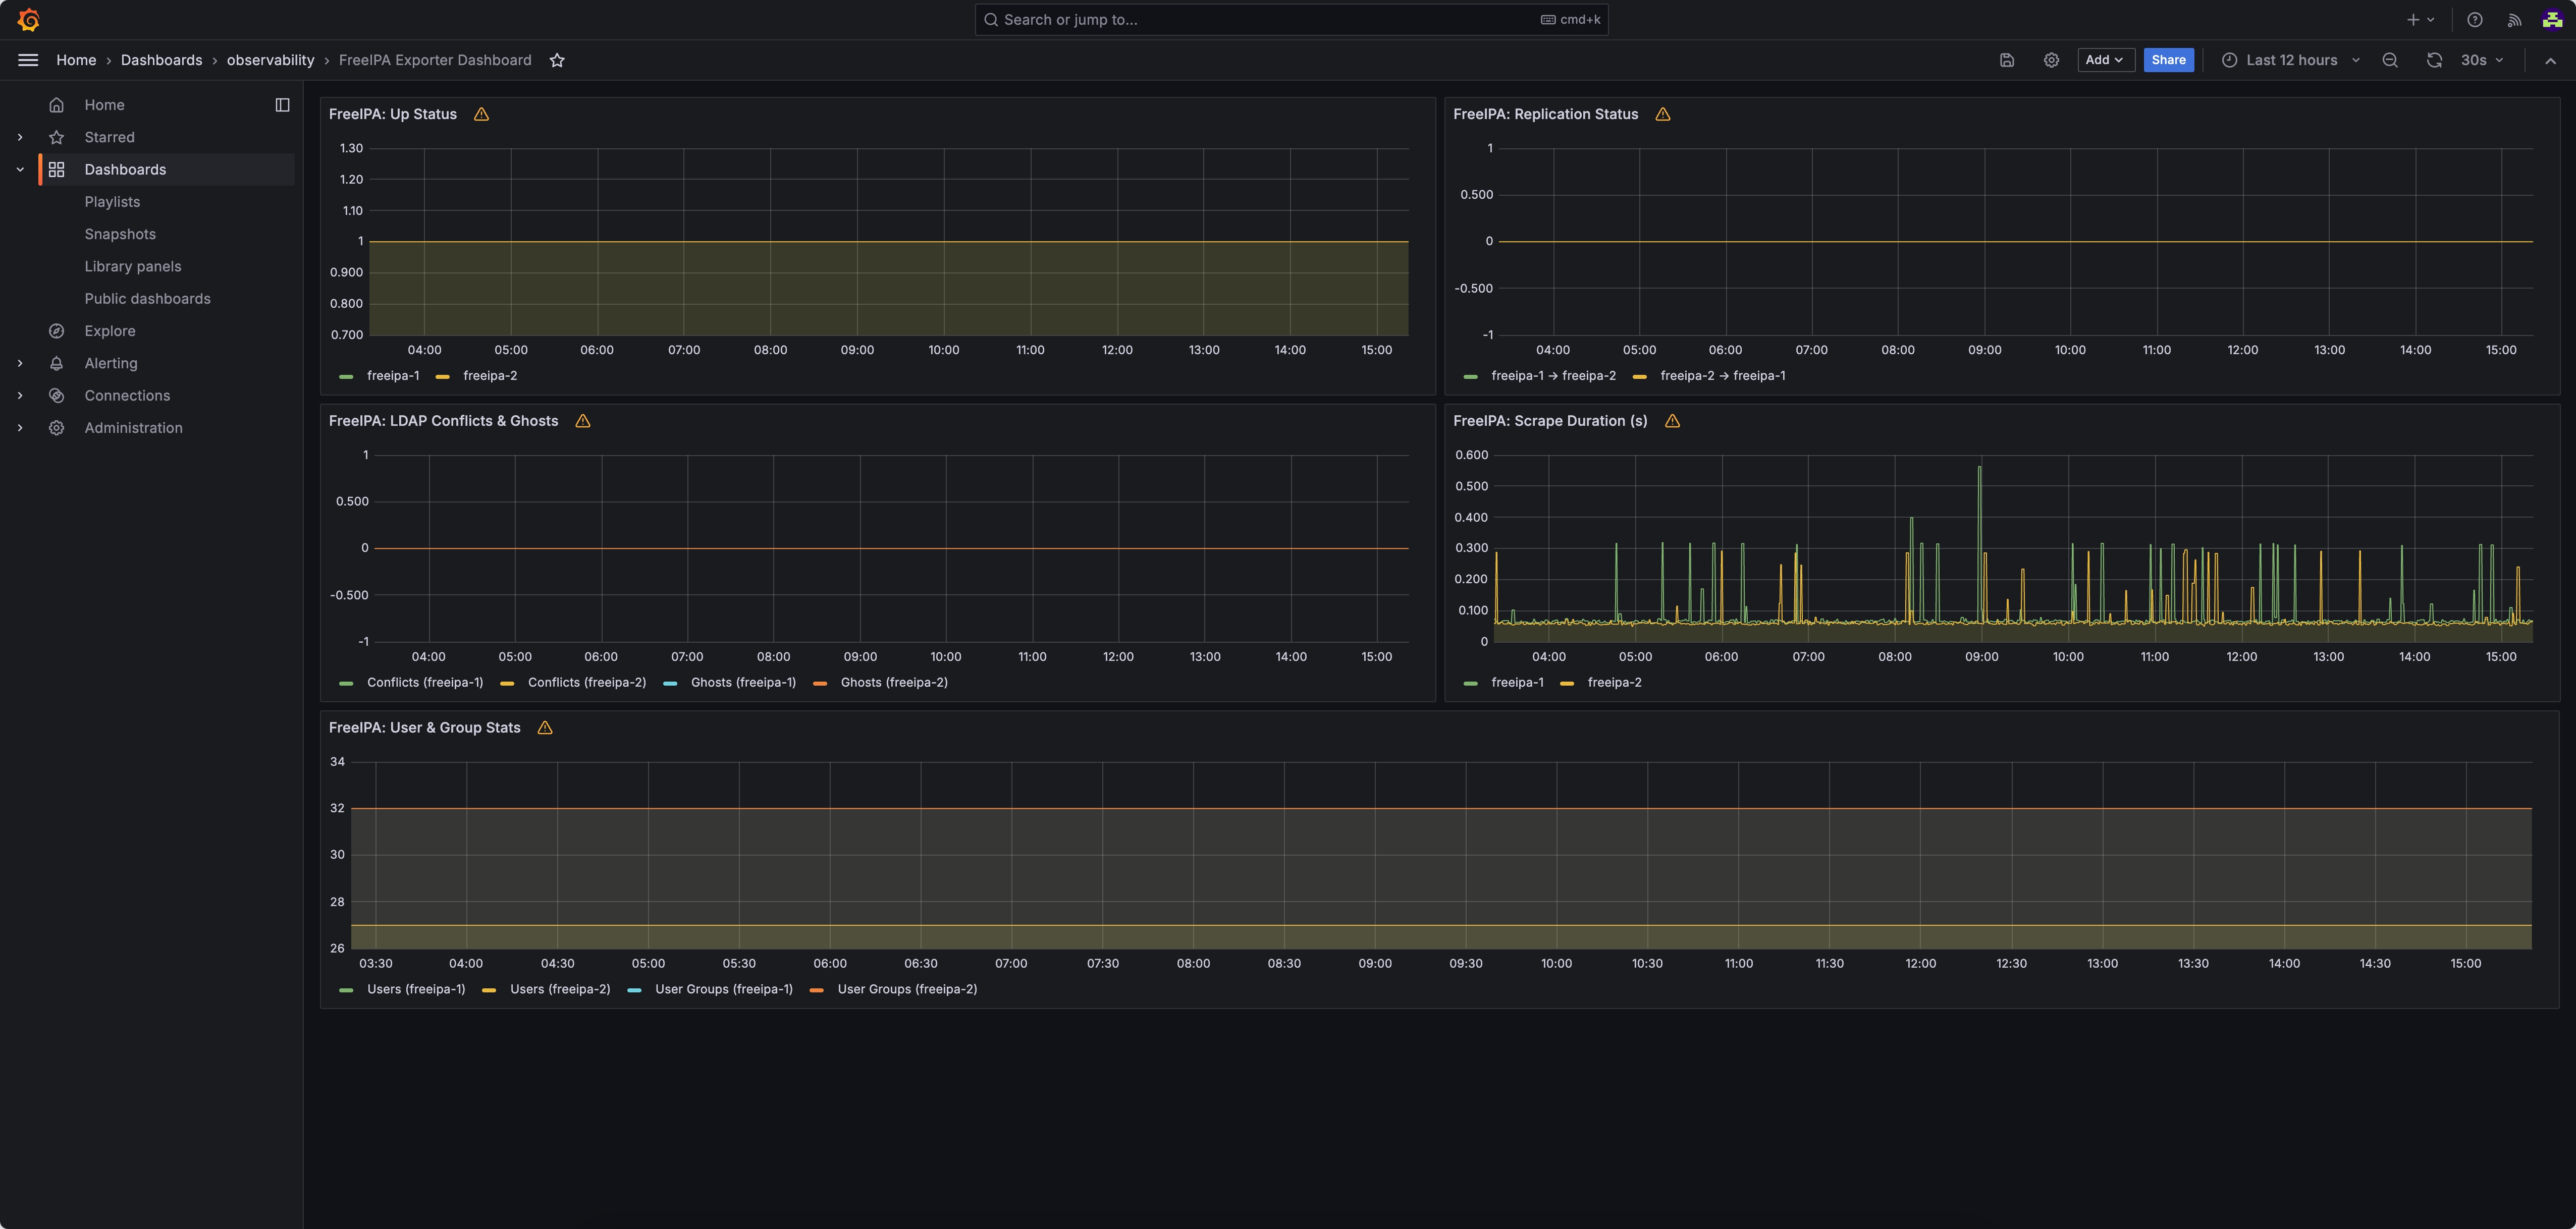 Search or jump to... cmd+k
Home › Dashboards › observability › FreeIPA Exporter Dashboard Add Share Last 12 hours 30s
Home
Starred
Dashboards
Playlists
Snapshots
Library panels
Public dashboards
Explore
Alerting
Connections
Administration
FreeIPA: Up Status
1.30
1.20
1.10
1
0.900
0.800
0.700
04:00 05:00 06:00 07:00 08:00 09:00 10:00 11:00 12:00 13:00 14:00 15:00
freeipa-1 freeipa-2
FreeIPA: Replication Status
1
0.500
0
-0.500
-1
04:00 05:00 06:00 07:00 08:00 09:00 10:00 11:00 12:00 13:00 14:00 15:00
freeipa-1 → freeipa-2 freeipa-2 → freeipa-1
FreeIPA: LDAP Conflicts & Ghosts
1
0.500
0
-0.500
-1
04:00 05:00 06:00 07:00 08:00 09:00 10:00 11:00 12:00 13:00 14:00 15:00
Conflicts (freeipa-1) Conflicts (freeipa-2) Ghosts (freeipa-1) Ghosts (freeipa-2)
FreeIPA: Scrape Duration (s)
0.600
0.500
0.400
0.300
0.200
0.100
0
04:00 05:00 06:00 07:00 08:00 09:00 10:00 11:00 12:00 13:00 14:00 15:00
freeipa-1 freeipa-2
FreeIPA: User & Group Stats
34
32
30
28
26
03:30 04:00 04:30 05:00 05:30 06:00 06:30 07:00 07:30 08:00 08:30 09:00 09:30 10:00 10:30 11:00 11:30 12:00 12:30 13:00 13:30 14:00 14:30 15:00
Users (freeipa-1) Users (freeipa-2) User Groups (freeipa-1) User Groups (freeipa-2)